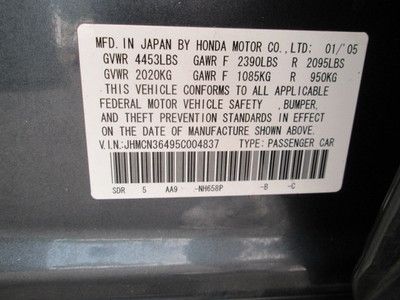 MFD. IN JAPAN BY HONDA MOTOR CO., LTD: 01/'05
GVWR 4453LBS GAWR F 2390LBS R 2095LBS
GVWR 2020KG GAWR F 1085KG R 950KG
THIS VEHICLE CONFORMS TO ALL APPLICABLE
FEDERAL MOTOR VEHICLE SAFETY ,BUMPER,
AND THEFT PREVENTION STANDARDS IN EFFECT
ON THE DATE OF MANUFACTURE SHOWN ABOVE.
V.I.N.:JHMCN36495C004837 TYPE: PASSENGER CAR
SDR 5 AA9 -NH658P -B -C